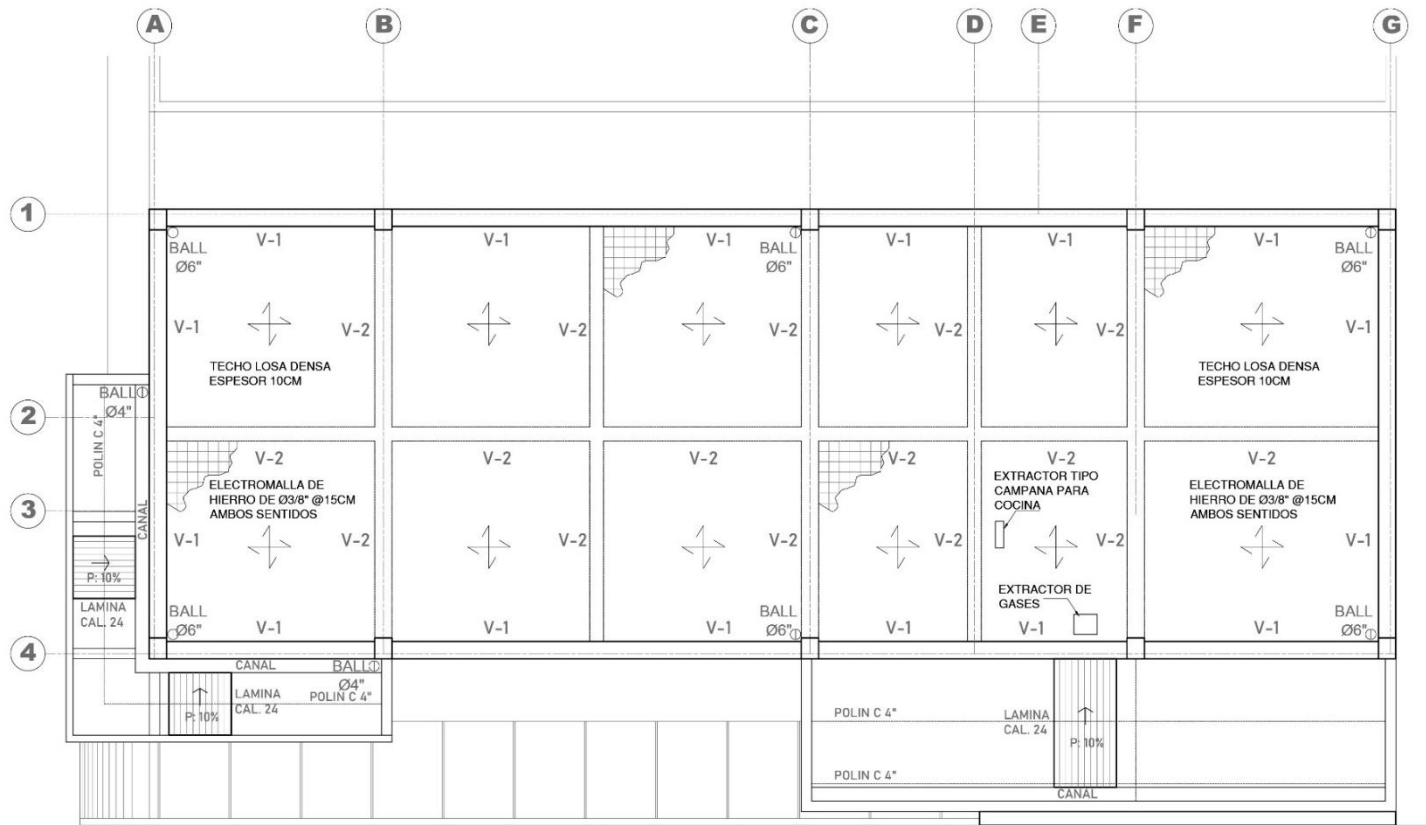 A
B
C
D
E
F
G
1
V-1
V-1
V-1
V-1
V-1
V-1
BALL
Ø6"
BALL
Ø6"
BALL
Ø6"
V-1
V-2
V-2
V-2
V-2
V-2
V-1
TECHO LOSA DENSA
ESPESOR 10CM
TECHO LOSA DENSA
ESPESOR 10CM
2
BALL
Ø4"
POLIN C 4"
CANAL
V-2
V-2
V-2
V-2
V-2
V-2
ELECTROMALLA DE
HIERRO DE Ø3/8" @15CM
AMBOS SENTIDOS
EXTRACTOR TIPO
CAMPANA PARA
COCINA
ELECTROMALLA DE
HIERRO DE Ø3/8" @15CM
AMBOS SENTIDOS
3
V-1
V-2
V-2
V-2
V-2
V-2
V-1
P: 10%
LAMINA
CAL. 24
EXTRACTOR DE
GASES
BALL
Ø6"
BALL
Ø6"
BALL
Ø6"
V-1
V-1
V-1
V-1
V-1
V-1
4
CANAL
BALL
Ø4"
LAMINA
CAL. 24
POLIN C 4"
P: 10%
POLIN C 4"
LAMINA
CAL. 24
P: 10%
POLIN C 4"
CANAL